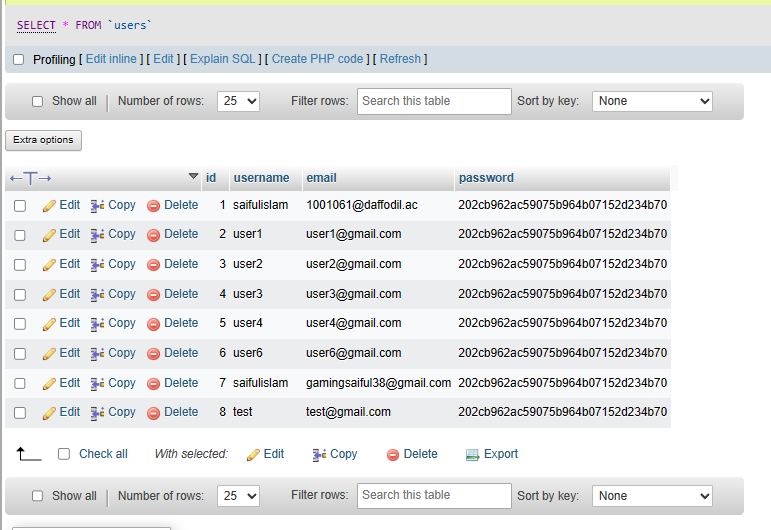 SELECT * FROM `users`
Profiling [ Edit inline ] [ Edit ] [ Explain SQL ] [ Create PHP code ] [ Refresh ]
Show all Number of rows: 25 Filter rows: Search this table Sort by key: None
Extra options
id username email password
Edit Copy Delete 1 saifulislam 1001061@daffodil.ac 202cb962ac59075b964b07152d234b70
Edit Copy Delete 2 user1 user1@gmail.com 202cb962ac59075b964b07152d234b70
Edit Copy Delete 3 user2 user2@gmail.com 202cb962ac59075b964b07152d234b70
Edit Copy Delete 4 user3 user3@gmail.com 202cb962ac59075b964b07152d234b70
Edit Copy Delete 5 user4 user4@gmail.com 202cb962ac59075b964b07152d234b70
Edit Copy Delete 6 user6 user6@gmail.com 202cb962ac59075b964b07152d234b70
Edit Copy Delete 7 saifulislam gamingsaiful38@gmail.com 202cb962ac59075b964b07152d234b70
Edit Copy Delete 8 test test@gmail.com 202cb962ac59075b964b07152d234b70
Check all With selected: Edit Copy Delete Export
Show all Number of rows: 25 Filter rows: Search this table Sort by key: None